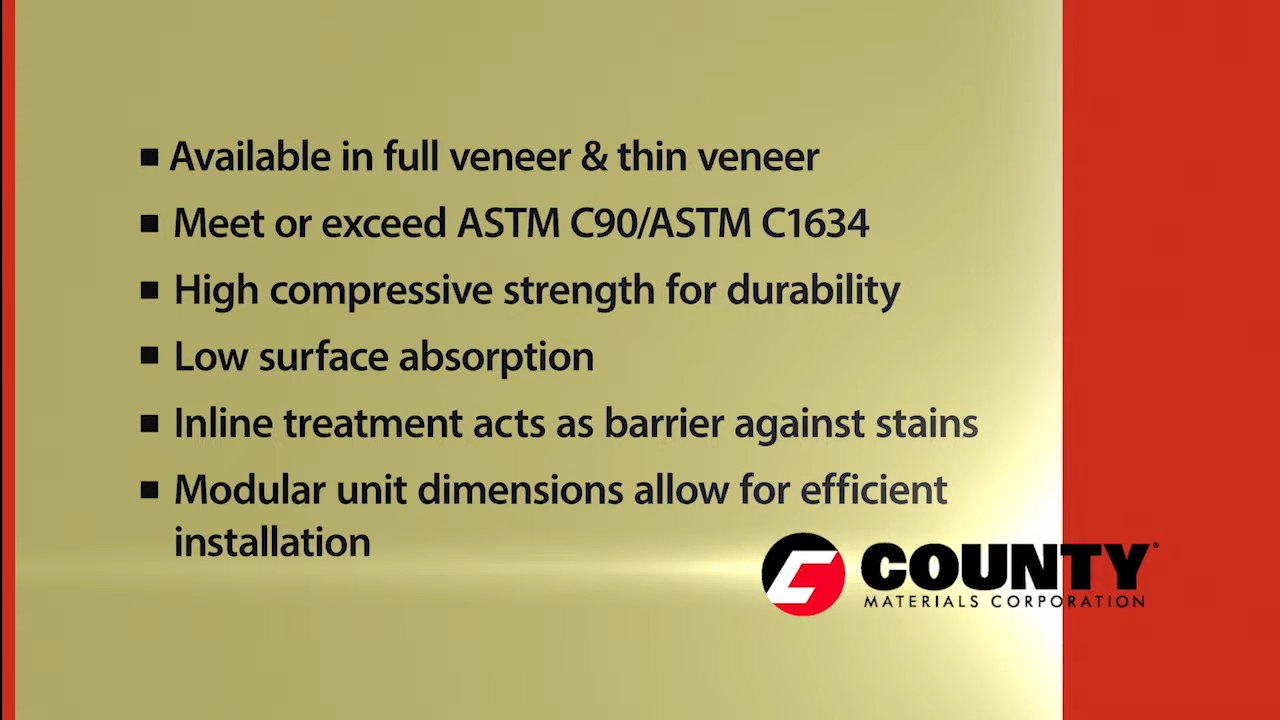 ▪ Available in full veneer & thin veneer
▪ Meet or exceed ASTM C90/ASTM C1634
▪ High compressive strength for durability
▪ Low surface absorption
▪ Inline treatment acts as barrier against stains
▪ Modular unit dimensions allow for efficient
installation
COUNTY®
MATERIALS CORPORATION